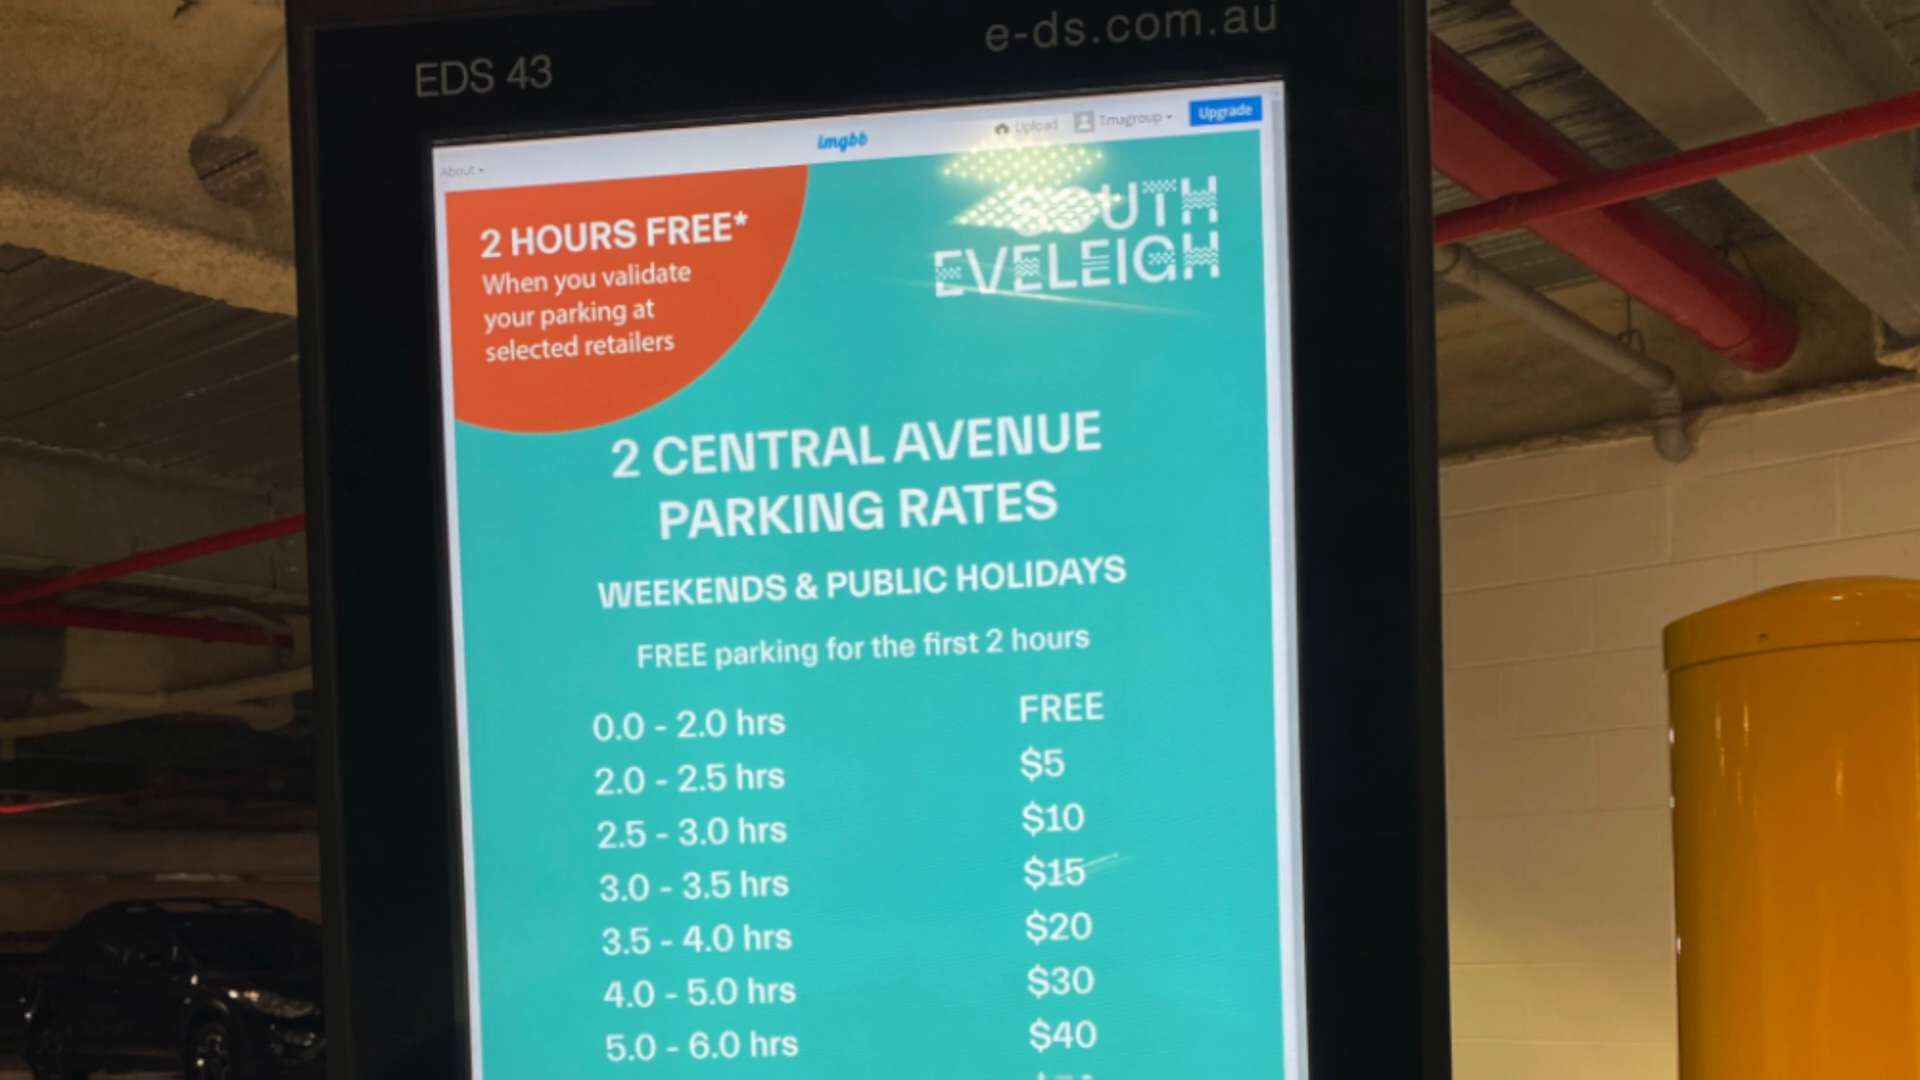 EDS 43
e-ds.com.au
About
imgbb
Upload
Tmagroup
Upgrade
2 HOURS FREE*
When you validate
your parking at
selected retailers
SOUTH
EVELEIGH
2 CENTRAL AVENUE
PARKING RATES
WEEKENDS & PUBLIC HOLIDAYS
FREE parking for the first 2 hours
0.0 - 2.0 hrs FREE
2.0 - 2.5 hrs $5
2.5 - 3.0 hrs $10
3.0 - 3.5 hrs $15
3.5 - 4.0 hrs $20
4.0 - 5.0 hrs $30
5.0 - 6.0 hrs $40